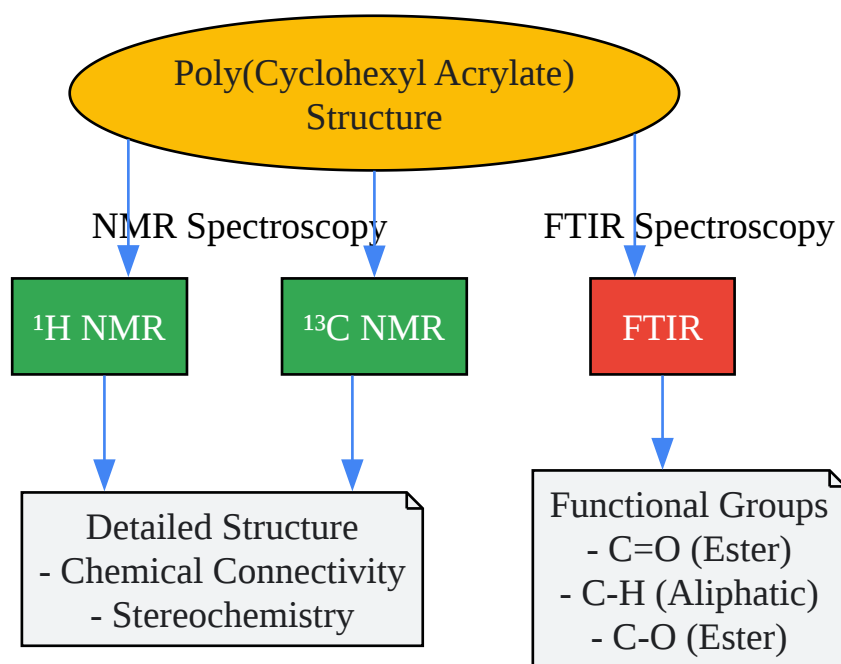 Poly(Cyclohexyl Acrylate)
Structure
NMR Spectroscopy
FTIR Spectroscopy
¹H NMR
¹³C NMR
FTIR
Detailed Structure
- Chemical Connectivity
- Stereochemistry
Functional Groups
- C=O (Ester)
- C-H (Aliphatic)
- C-O (Ester)